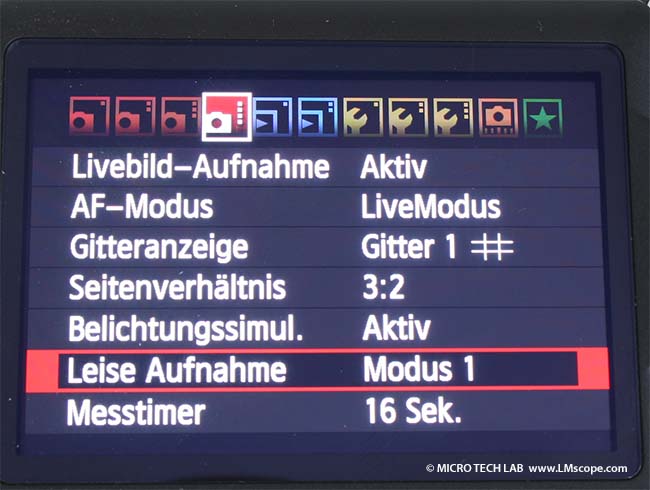 Livebild-Aufnahme Aktiv
AF-Modus LiveModus
Gitteranzeige Gitter 1
Seitenverhältnis 3:2
Belichtungssimul. Aktiv
Leise Aufnahme Modus 1
Messtimer 16 Sek.
© MICRO TECH LAB www.LMscope.com